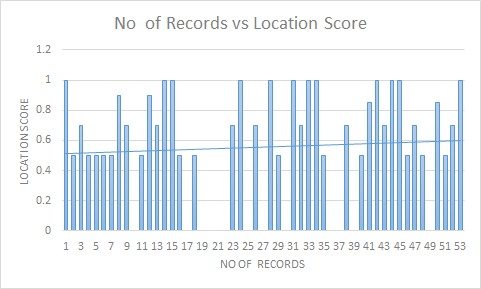 No  of Records vs Location Score
1.2
1
0.8
0.6
0.4
0.2
0
LOCATION SCORE
1 3 5 7 9 11 13 15 17 19 21 23 25 27 29 31 33 35 37 39 41 43 45 47 49 51 53
NO OF  RECORDS